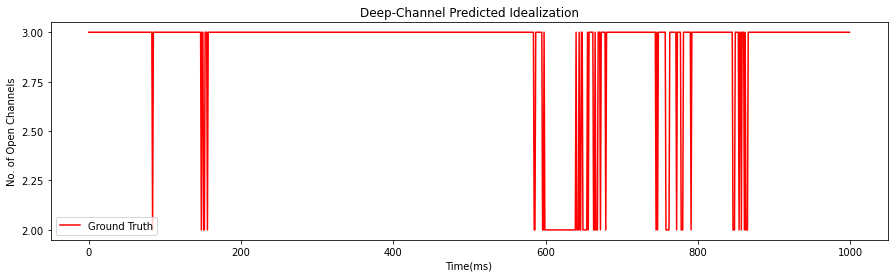 Deep-Channel Predicted Idealization
No. of Open Channels
3.00
2.75
2.50
2.25
2.00
Ground Truth
0
200
400
600
800
1000
Time(ms)